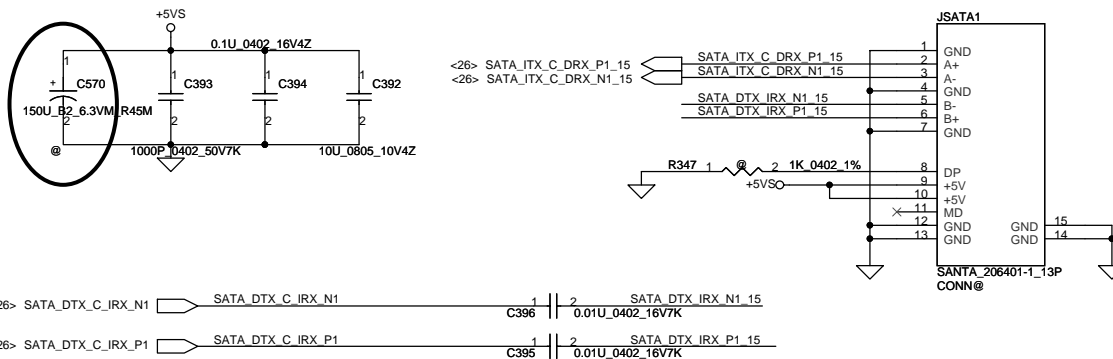 +5VS
0.1U_0402_16V4Z
+
1
C570
150U_B2_6.3VM_R45M
2
@
1
C393
2
1000P_0402_50V7K
1
C394
2
1
C392
2
10U_0805_10V4Z
JSATA1
<26> SATA_ITX_C_DRX_P1_15
SATA_ITX_C_DRX_P1_15
<26> SATA_ITX_C_DRX_N1_15
SATA_ITX_C_DRX_N1_15
SATA_DTX_IRX_N1_15
SATA_DTX_IRX_P1_15
1 GND
2 A+
3 A-
4 GND
5 B-
6 B+
7 GND
R347 1 @ 2 1K_0402_1%
+5VS
8 DP
9 +5V
10 +5V
11 MD
12 GND
13 GND
GND 15
GND 14
SANTA_206401-1_13P
CONN@
26> SATA_DTX_C_IRX_N1
SATA_DTX_C_IRX_N1
1
2
SATA_DTX_IRX_N1_15
C396
0.01U_0402_16V7K
26> SATA_DTX_C_IRX_P1
SATA_DTX_C_IRX_P1
1
2
SATA_DTX_IRX_P1_15
C395
0.01U_0402_16V7K